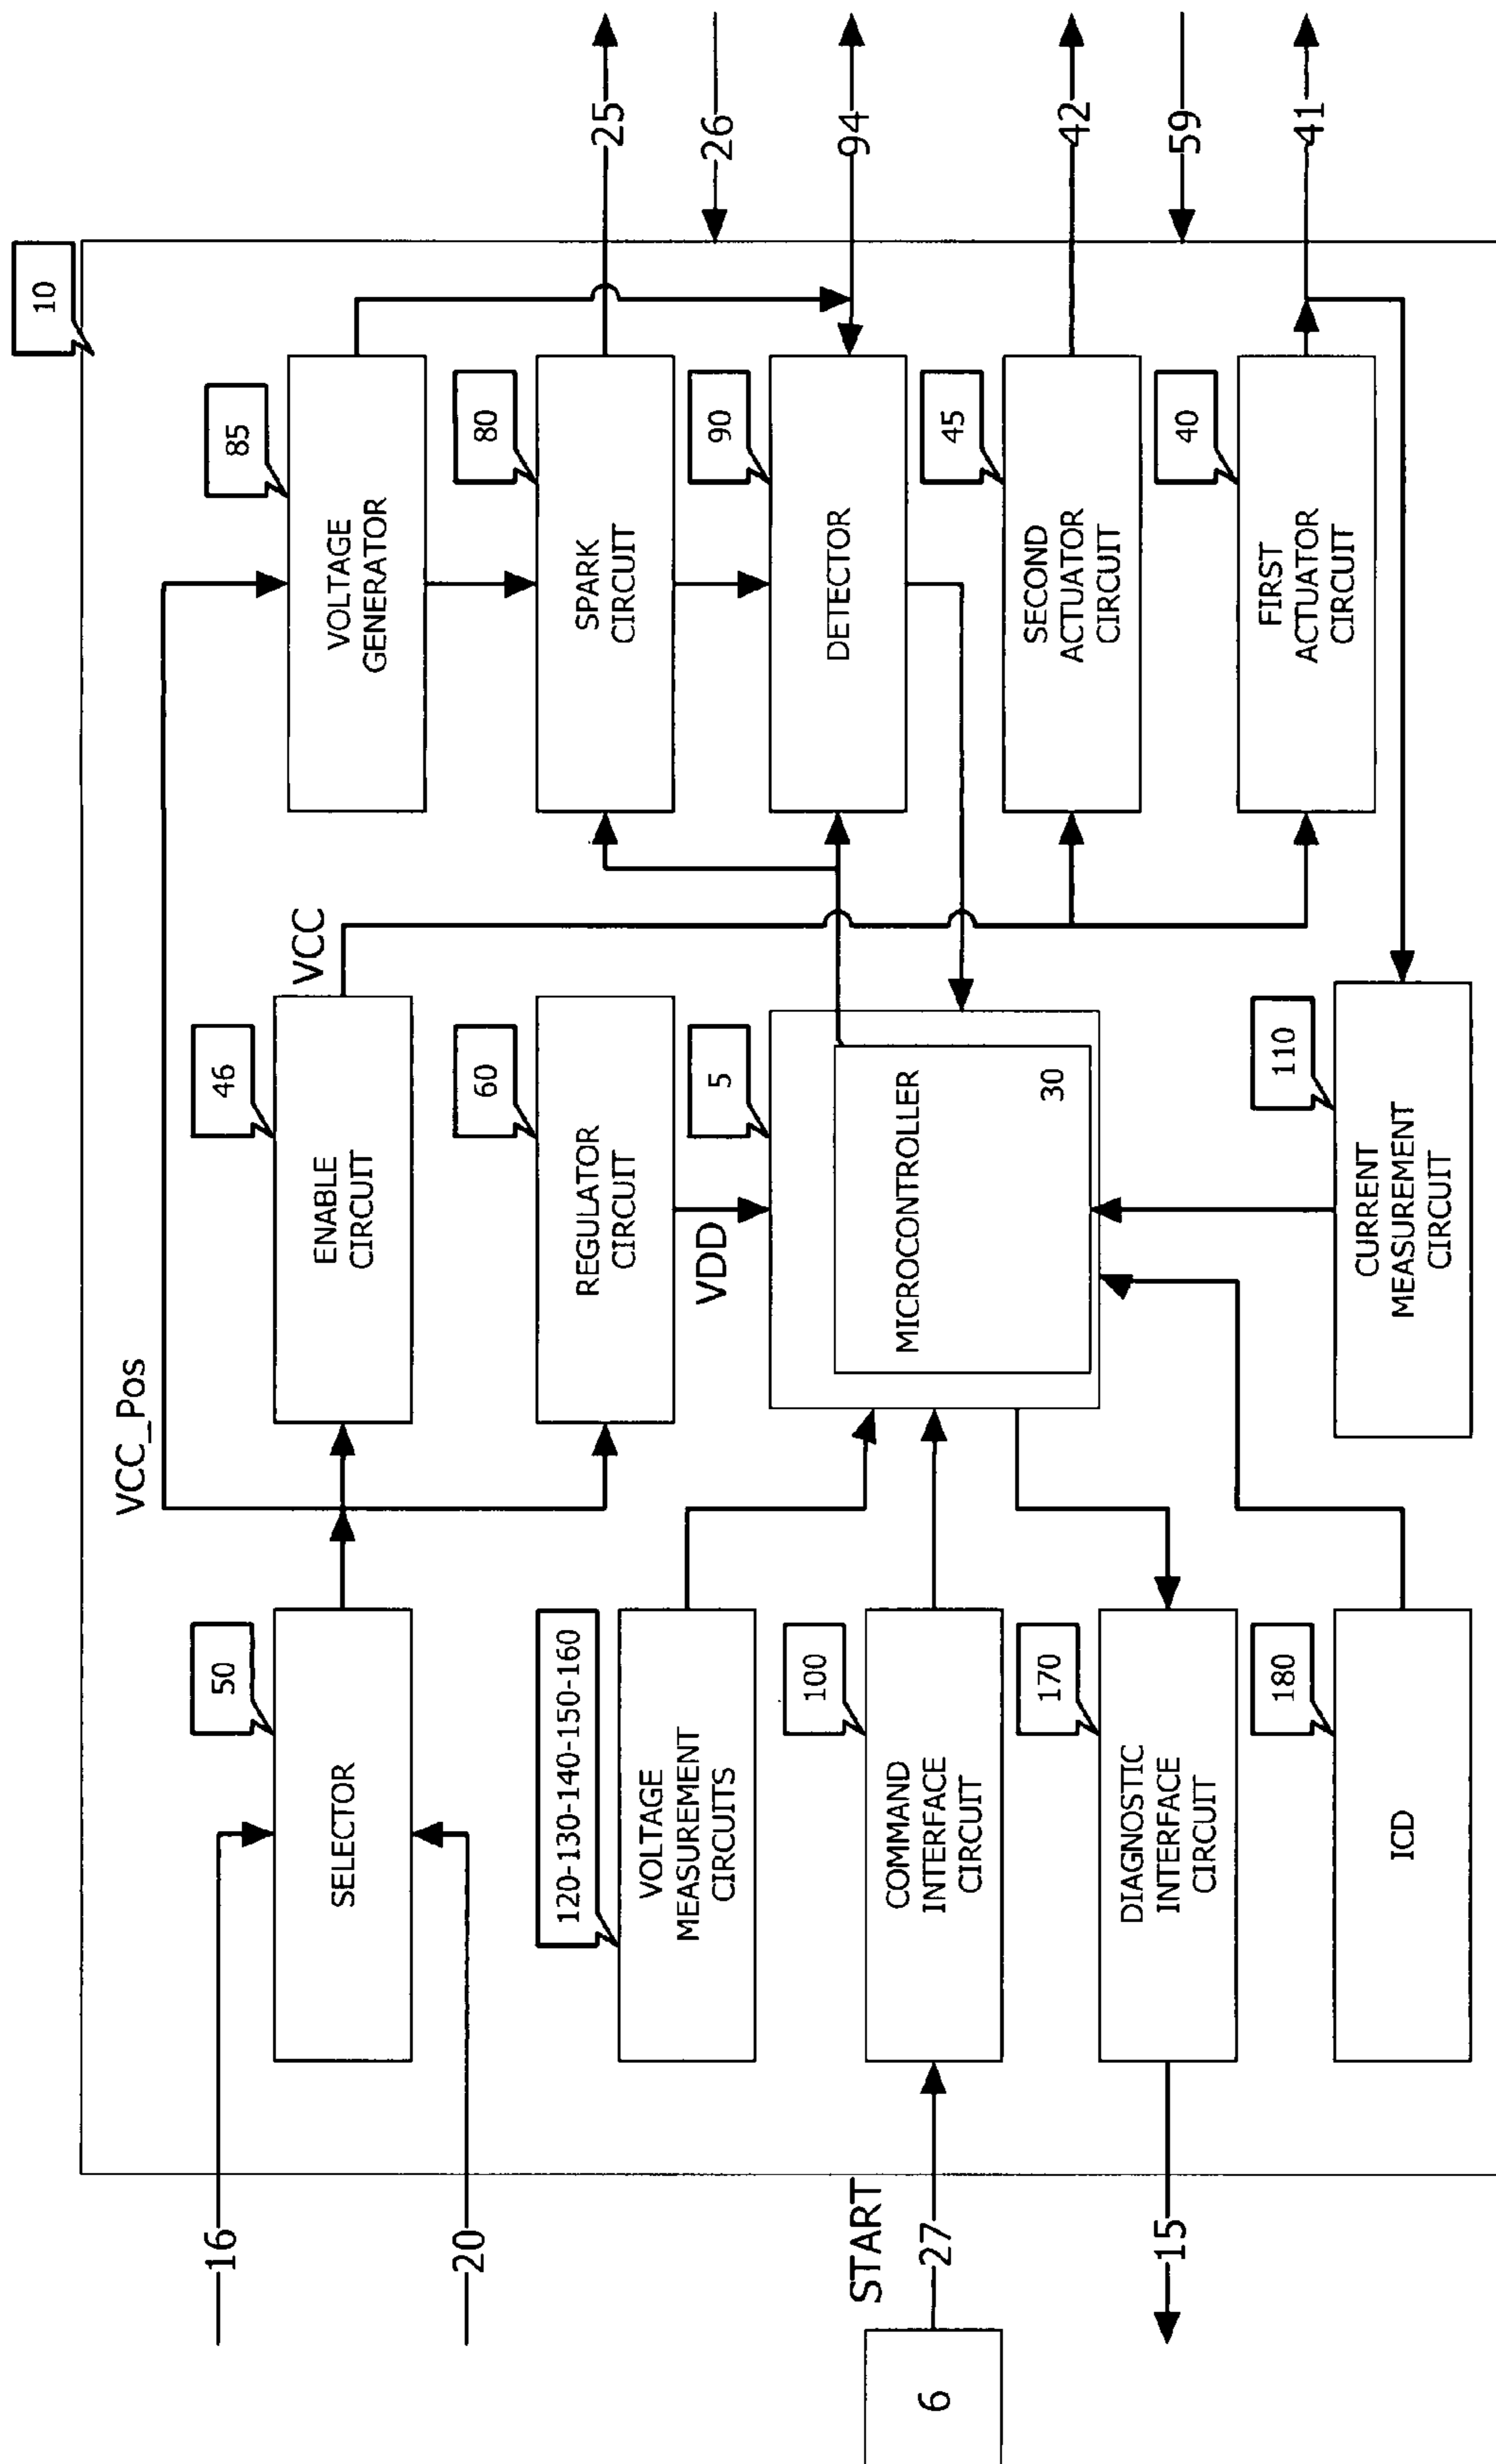 10
VCC_Pos
16
20
50
SELECTOR
46
ENABLE
CIRCUIT
VCC
85
VOLTAGE
GENERATOR
60
REGULATOR
CIRCUIT
VDD
80
SPARK
CIRCUIT
25
26
120-130-140-150-160
VOLTAGE
MEASUREMENT
CIRCUITS
5
MICROCONTROLLER
30
90
DETECTOR
94
START
6
27
100
COMMAND
INTERFACE
CIRCUIT
45
SECOND
ACTUATOR
CIRCUIT
42
59
15
170
DIAGNOSTIC
INTERFACE
CIRCUIT
40
FIRST
ACTUATOR
CIRCUIT
41
180
ICD
110
CURRENT
MEASUREMENT
CIRCUIT